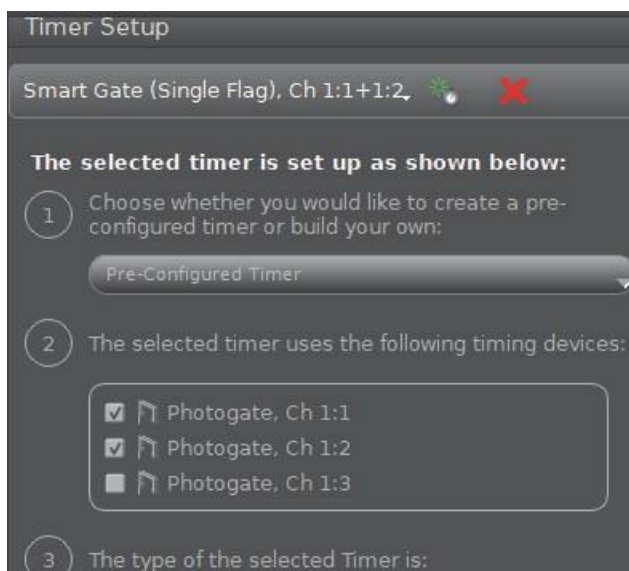 Timer Setup
Smart Gate (Single Flag), Ch 1:1+1:2
The selected timer is set up as shown below:
1
Choose whether you would like to create a pre-
configured timer or build your own:
Pre-Configured Timer
2
The selected timer uses the following timing devices:
Photogate, Ch 1:1
Photogate, Ch 1:2
Photogate, Ch 1:3
3
The type of the selected Timer is: